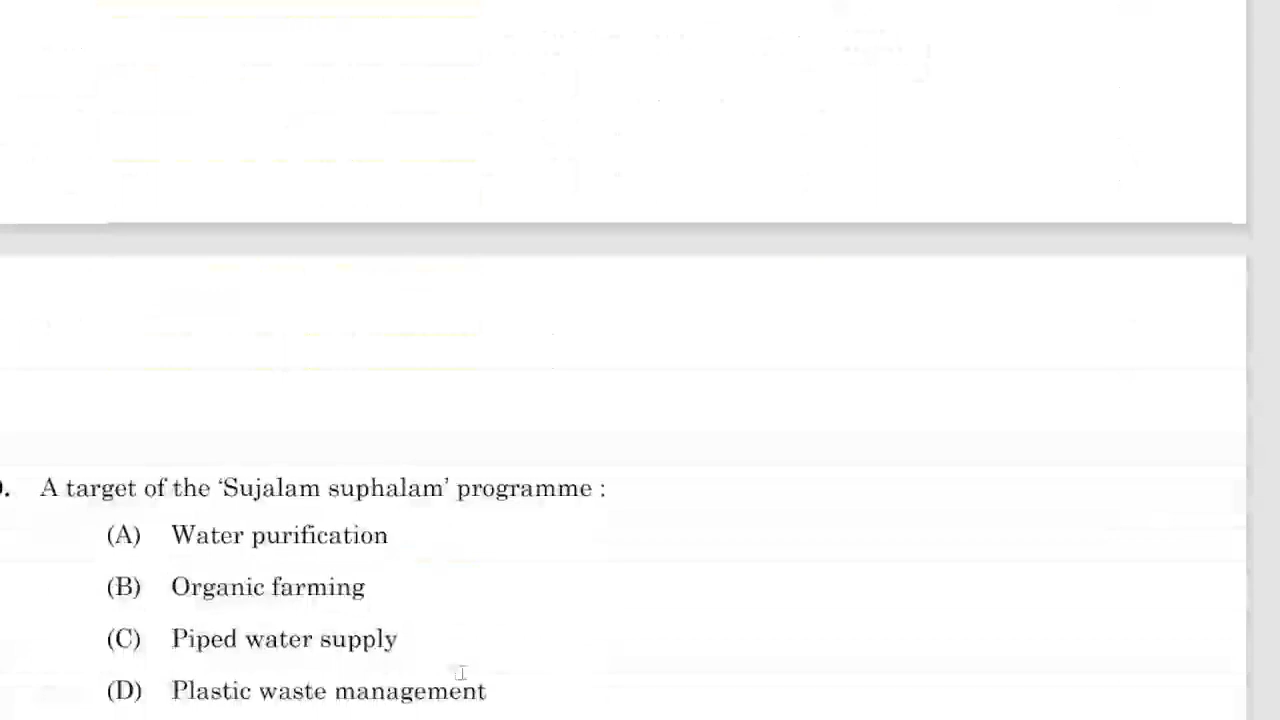 . A target of the ‘Sujalam suphalam’ programme :
(A) Water purification
(B) Organic farming
(C) Piped water supply
(D) Plastic waste management